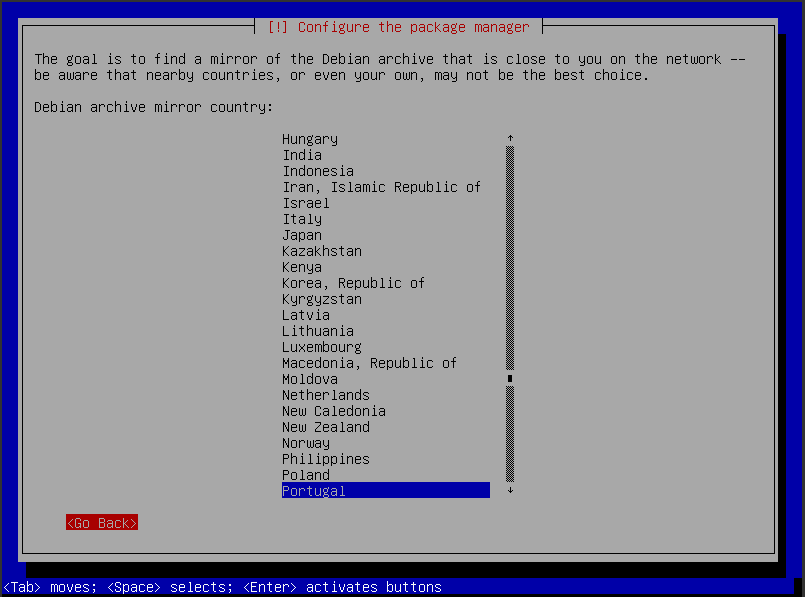 [!] Configure the package manager
The goal is to find a mirror of the Debian archive that is close to you on the network --
be aware that nearby countries, or even your own, may not be the best choice.
Debian archive mirror country:
Hungary
India
Indonesia
Iran, Islamic Republic of
Israel
Italy
Japan
Kazakhstan
Kenya
Korea, Republic of
Kyrgyzstan
Latvia
Lithuania
Luxembourg
Macedonia, Republic of
Moldova
Netherlands
New Caledonia
New Zealand
Norway
Philippines
Poland
Portugal
<Go Back>
<Tab> moves; <Space> selects; <Enter> activates buttons